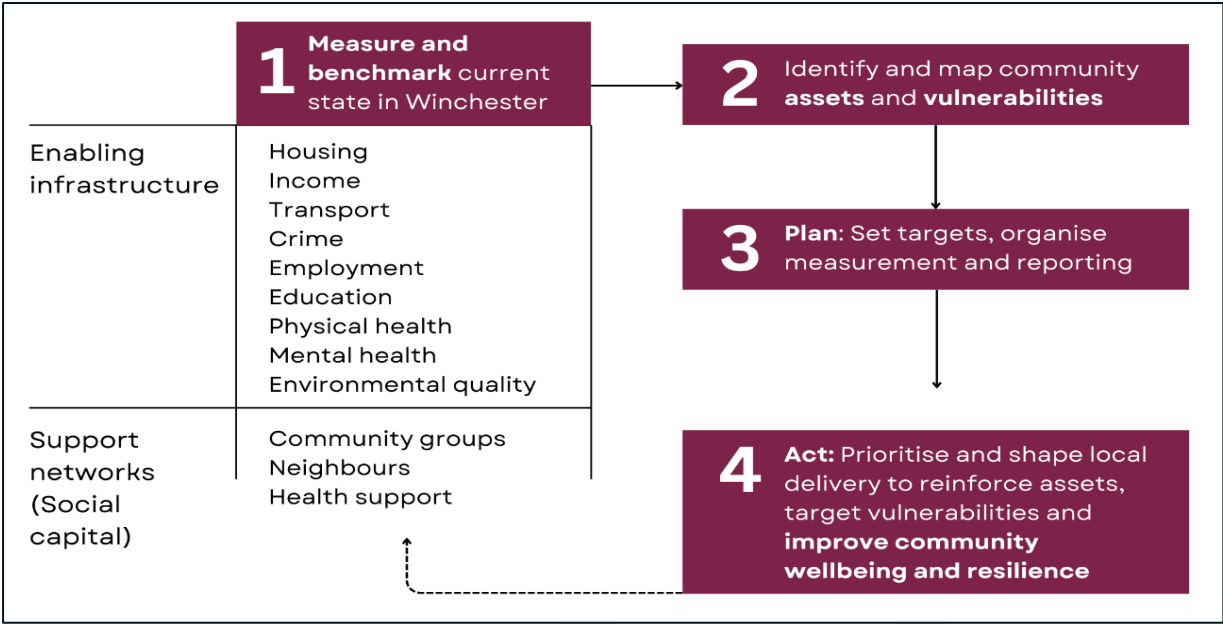 1 Measure and
benchmark current
state in Winchester
Enabling
infrastructure
Housing
Income
Transport
Crime
Employment
Education
Physical health
Mental health
Environmental quality
Support
networks
(Social
capital)
Community groups
Neighbours
Health support
2 Identify and map community
assets and vulnerabilities
3 Plan: Set targets, organise
measurement and reporting
4 Act: Prioritise and shape local
delivery to reinforce assets,
target vulnerabilities and
improve community
wellbeing and resilience